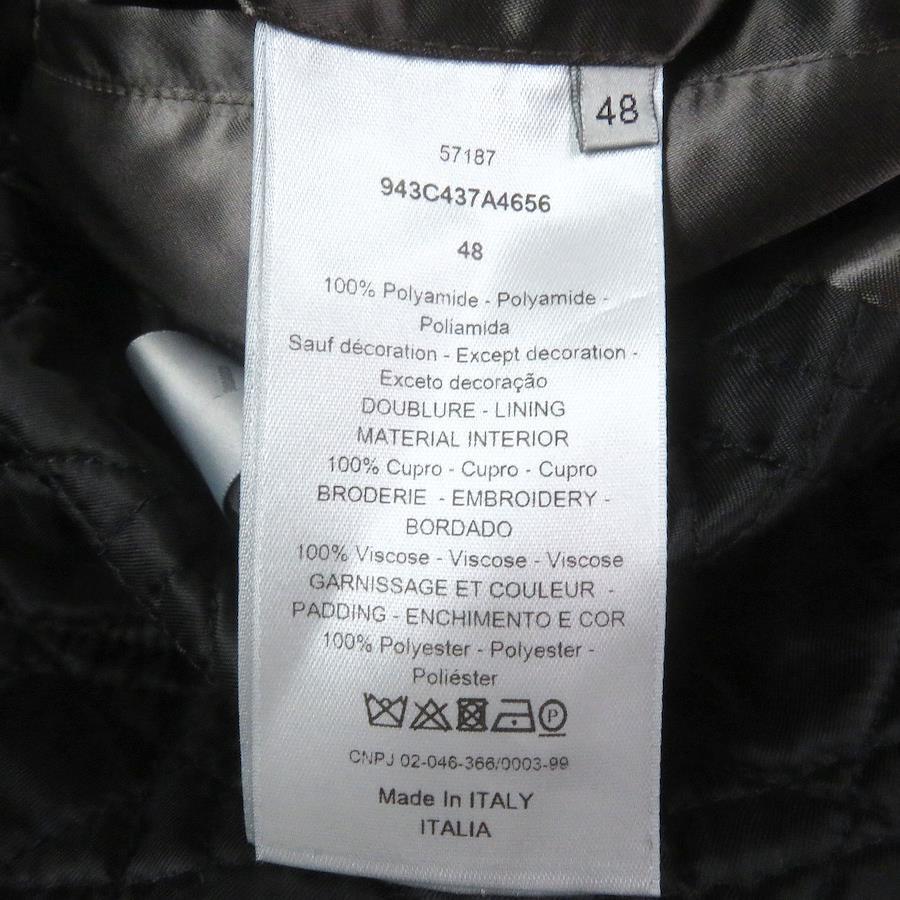 48
57187
943C437A4656
48
100% Polyamide - Polyamide -
Poliamida
Sauf décoration - Except decoration -
Exceto decoração
DOUBLURE - LINING
MATERIAL INTERIOR
100% Cupro - Cupro - Cupro
BRODERIE - EMBROIDERY -
BORDADO
100% Viscose - Viscose - Viscose
GARNISSAGE ET COULEUR -
PADDING - ENCHIMENTO E COR
100% Polyester - Polyester -
Poliéster
P
CNPJ 02-046-366/0003-99
Made In ITALY
ITALIA